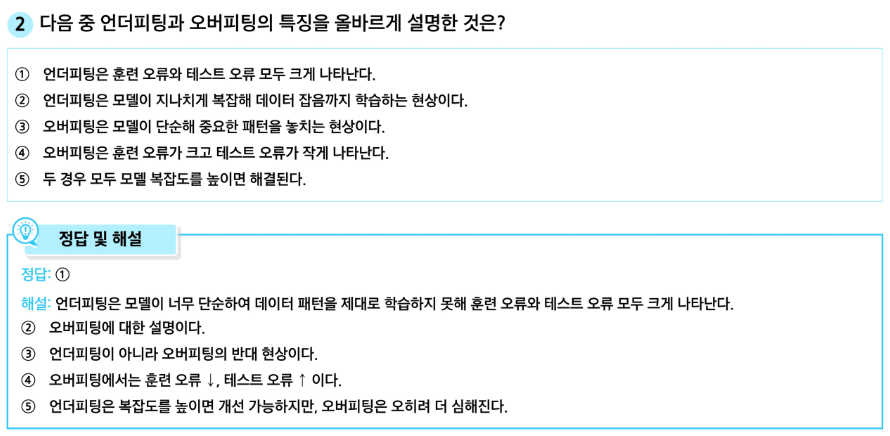 2 다음 중 언더피팅과 오버피팅의 특징을 올바르게 설명한 것은?
① 언더피팅은 훈련 오류와 테스트 오류 모두 크게 나타난다.
② 언더피팅은 모델이 지나치게 복잡해 데이터 잡음까지 학습하는 현상이다.
③ 오버피팅은 모델이 단순해 중요한 패턴을 놓치는 현상이다.
④ 오버피팅은 훈련 오류가 크고 테스트 오류가 작게 나타난다.
⑤ 두 경우 모두 모델 복잡도를 높이면 해결된다.
정답 및 해설
정답: ①
해설: 언더피팅은 모델이 너무 단순하여 데이터 패턴을 제대로 학습하지 못해 훈련 오류와 테스트 오류 모두 크게 나타난다.
② 오버피팅에 대한 설명이다.
③ 언더피팅이 아니라 오버피팅의 반대 현상이다.
④ 오버피팅에서는 훈련 오류 ↓, 테스트 오류 ↑ 이다.
⑤ 언더피팅은 복잡도를 높이면 개선 가능하지만, 오버피팅은 오히려 더 심해진다.